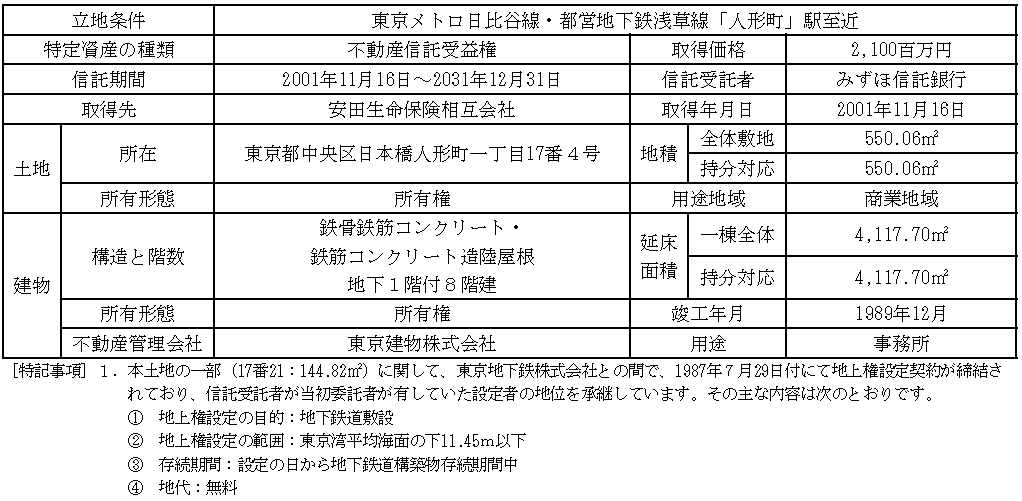 立地条件 東京メトロ日比谷線・都営地下鉄浅草線「人形町」駅至近
特定資産の種類 不動産信託受益権 取得価格 2,100百万円
信託期間 2001年11月16日～2031年12月31日 信託受託者 みずほ信託銀行
取得先 安田生命保険相互会社 取得年月日 2001年11月16日
土地 所在 東京都中央区日本橋人形町一丁目17番４号 地積 全体敷地 550.06㎡
持分対応 550.06㎡
所有形態 所有権 用途地域 商業地域
建物 構造と階数 鉄骨鉄筋コンクリート・
鉄筋コンクリート造陸屋根
地下１階付８階建
延床
面積
一棟全体 4,117.70㎡
持分対応 4,117.70㎡
所有形態 所有権 竣工年月 1989年12月
不動産管理会社 東京建物株式会社 用途 事務所
[特記事項] １．本土地の一部（17番21：144.82㎡）に関して、東京地下鉄株式会社との間で、1987年７月29日付にて地上権設定契約が締結さ
れており、信託受託者が当初委託者が有していた設定者の地位を承継しています。その主な内容は次のとおりです。
① 地上権設定の目的：地下鉄道敷設
② 地上権設定の範囲：東京湾平均海面の下11.45m以下
③ 存続期間：設定の日から地下鉄道構築物存続期間中
④ 地代：無料